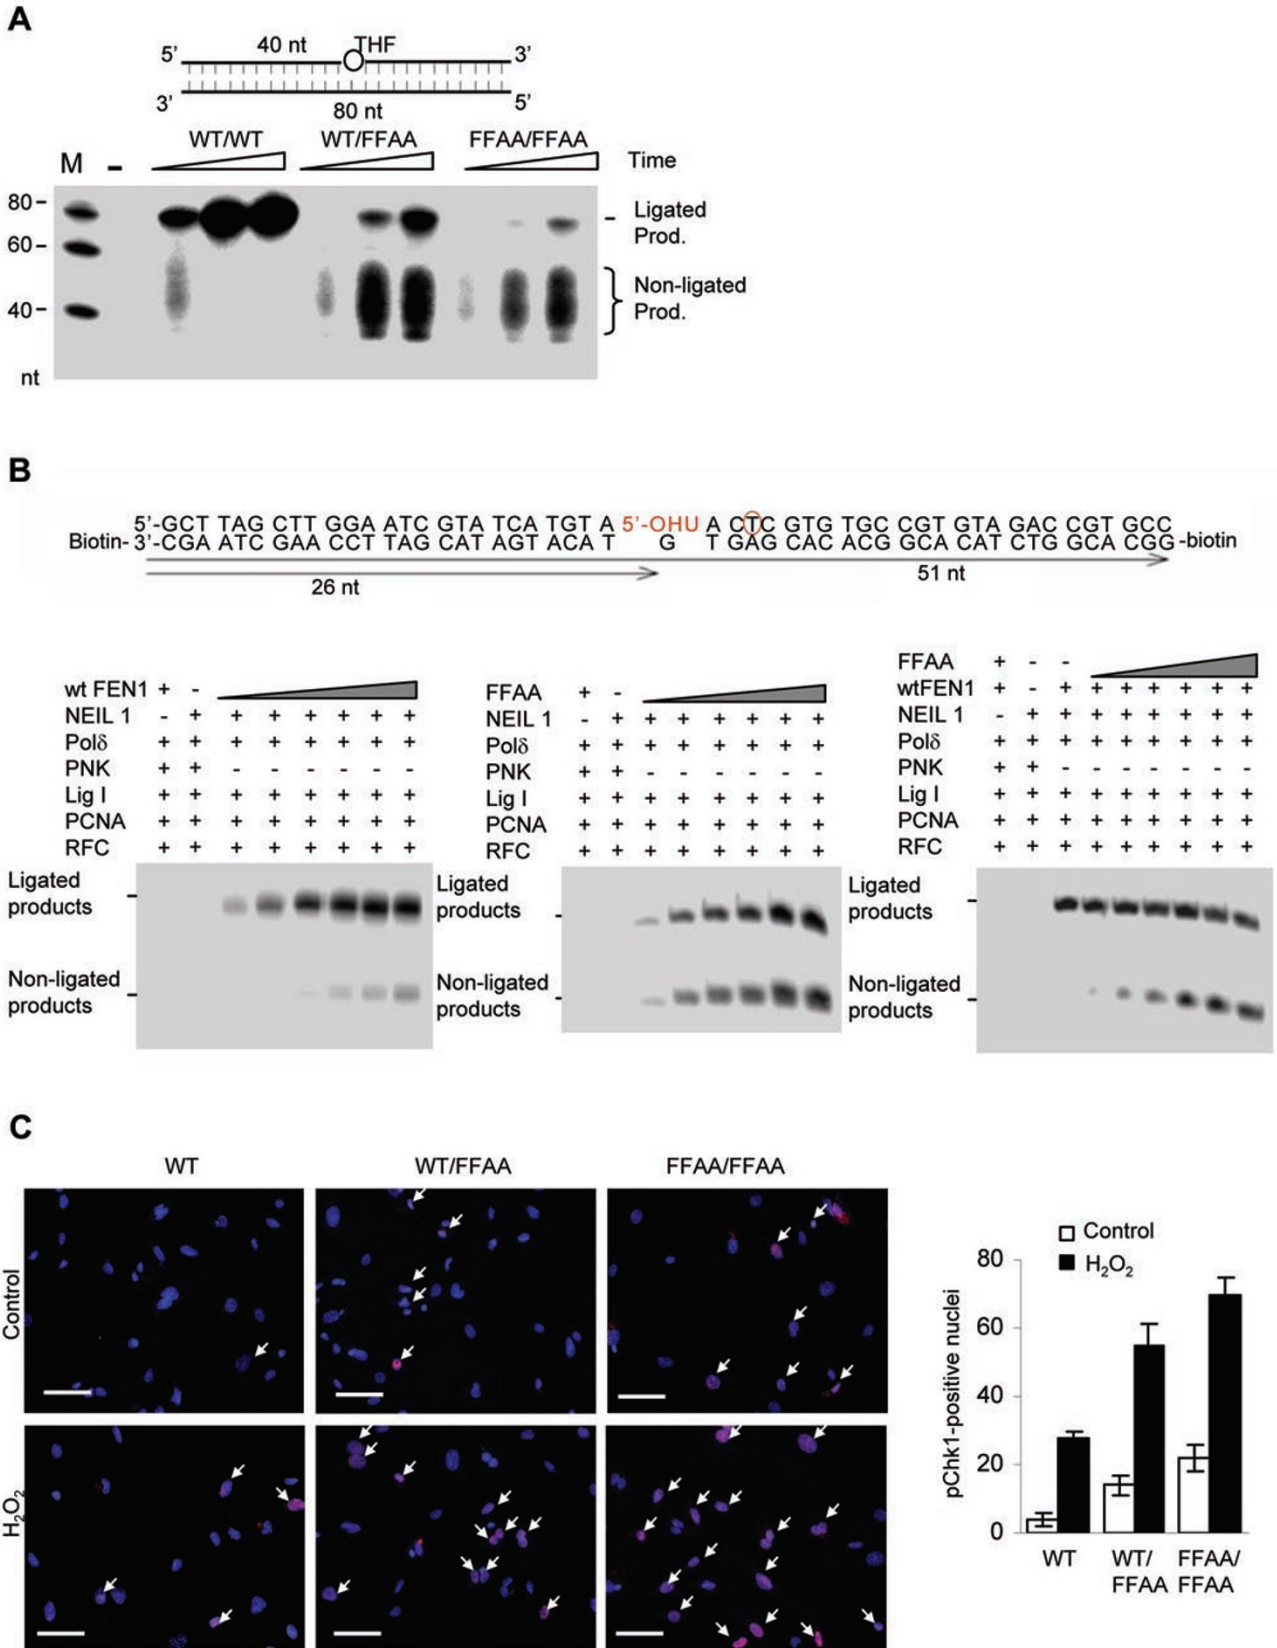 A
5' 40 nt THF 3'
3' 80 nt 5'
WT/WT WT/FFAA FFAA/FFAA
M - Time
80 –
60 –
40 –
nt
Ligated
Prod.
Non-ligated
Prod.
B
5'-GCT TAG CTT GGA ATC GTA TCA TGT A 5'-OHU A CTC GTG TGC CGT GTA GAC CGT GCC
Biotin- 3'-CGA ATC GAA CCT TAG CAT AGT ACA T G T GAG CAC ACG GCA CAT CTG GCA CGG -biotin
26 nt 51 nt
wt FEN1 + -
NEIL 1 - + + + + + + +
Polδ + + + + + + + +
PNK + + - - - - - -
Lig I + + + + + + + +
PCNA + + + + + + + +
RFC + + + + + + + +
Ligated
products
Non-ligated
products
FFAA + -
NEIL 1 - + + + + + + +
Polδ + + + + + + + +
PNK + + - - - - - -
Lig I + + + + + + + +
PCNA + + + + + + + +
RFC + + + + + + + +
Ligated
products
Non-ligated
products
FFAA + - -
wtFEN1 + - + + + + + + +
NEIL 1 - + + + + + + + +
Polδ + + + + + + + + +
PNK + + - - - - - - -
Lig I + + + + + + + + +
PCNA + + + + + + + + +
RFC + + + + + + + + +
Ligated
products
Non-ligated
products
C
WT WT/FFAA FFAA/FFAA
Control
H2O2
Control
H2O2
pChk1-positive nuclei
80
60
40
20
0
WT WT/ FFAA/
FFAA FFAA